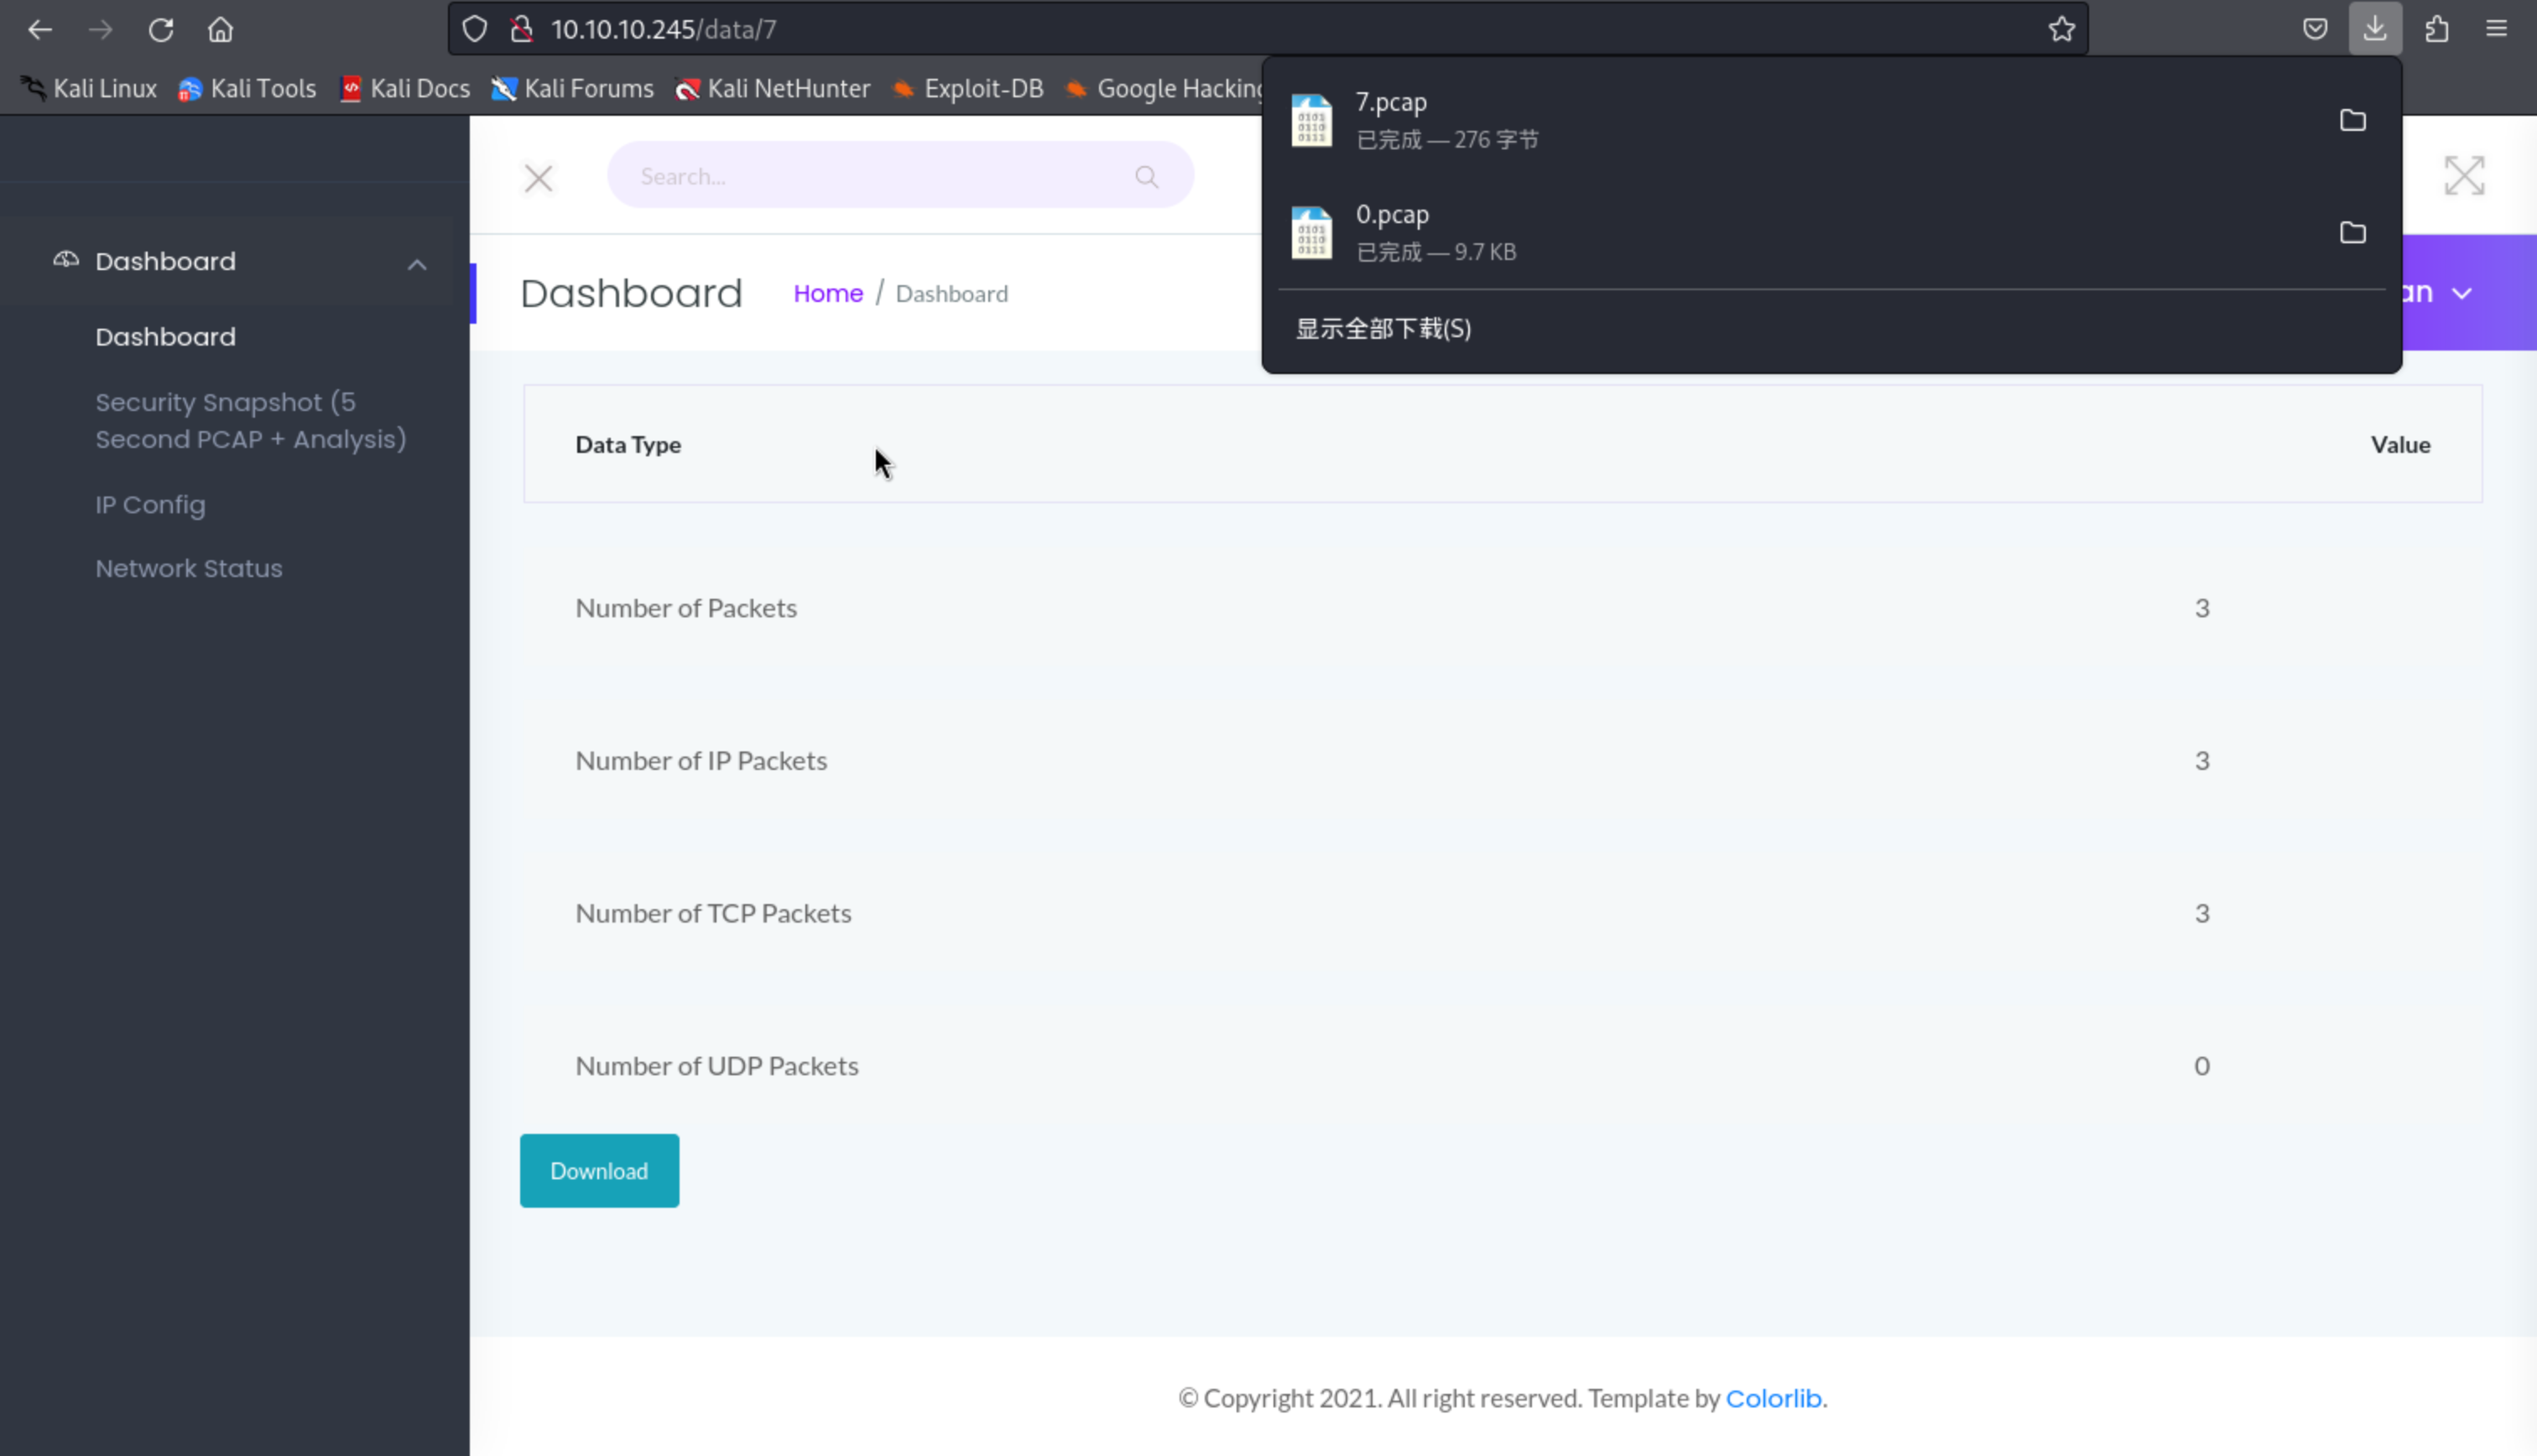 10.10.10.245/data/7
Kali Linux Kali Tools Kali Docs Kali Forums Kali NetHunter Exploit-DB Google Hacking
7.pcap
已完成 — 276 字节
0.pcap
已完成 — 9.7 KB
显示全部下载(S)
Search...
Dashboard
Dashboard
Security Snapshot (5
Second PCAP + Analysis)
IP Config
Network Status
Dashboard Home / Dashboard
an
Data Type Value
Number of Packets 3
Number of IP Packets 3
Number of TCP Packets 3
Number of UDP Packets 0
Download
© Copyright 2021. All right reserved. Template by Colorlib.